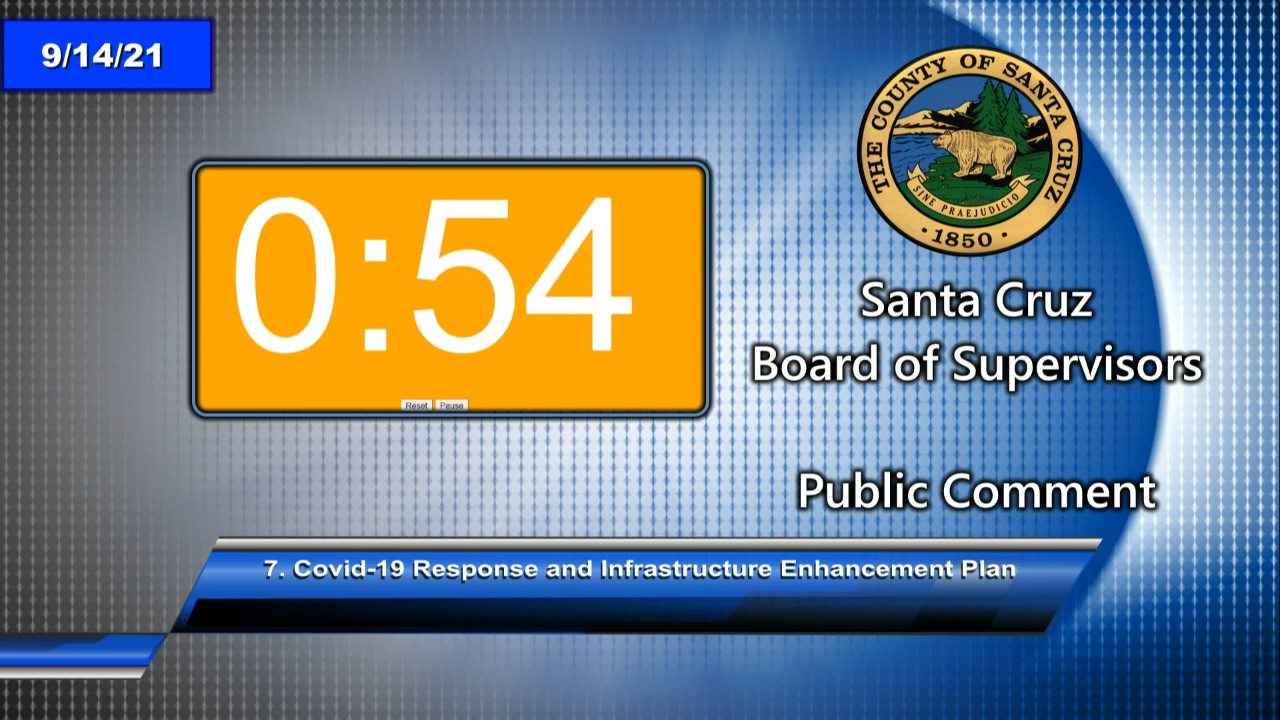 9/14/21
THE COUNTY OF SANTA CRUZ
SINE PRAEJUDICIO
• 1850 •
0:54
Reset Pause
Santa Cruz
Board of Supervisors
Public Comment
7. Covid-19 Response and Infrastructure Enhancement Plan